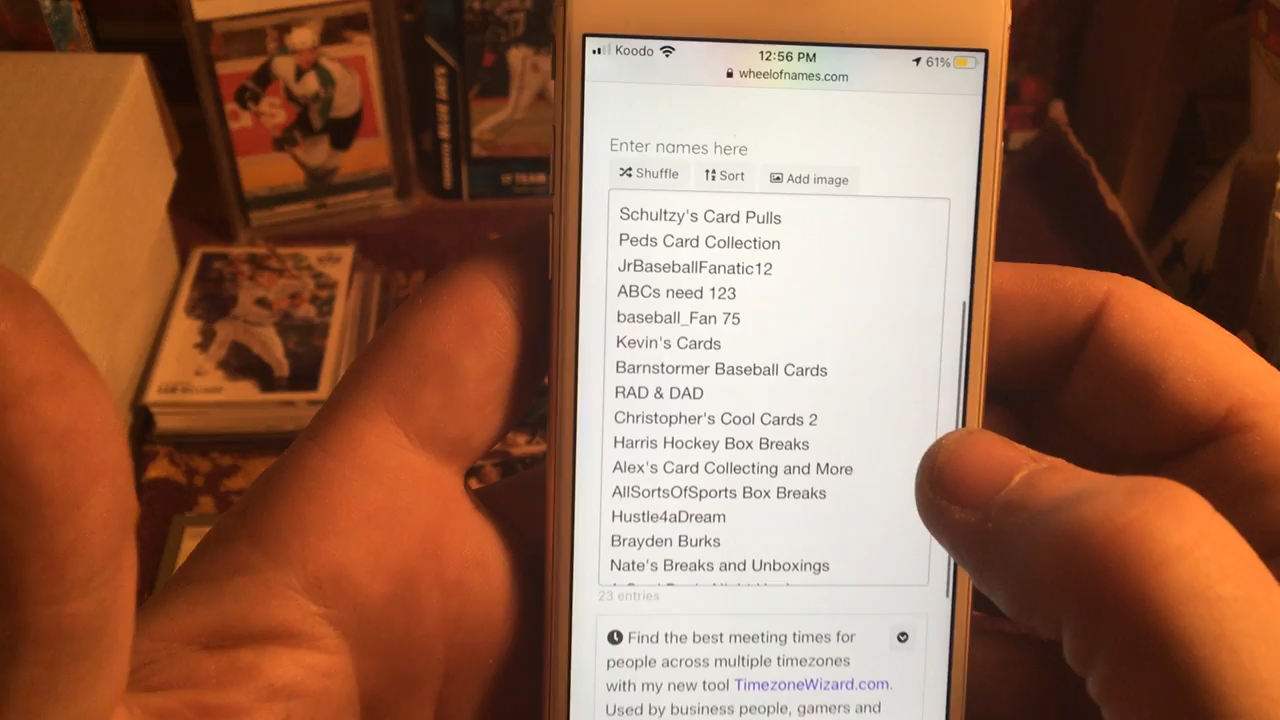 Koodo
12:56 PM
61%
wheelofnames.com
Enter names here
Shuffle
Sort
Add image
Schultzy's Card Pulls
Peds Card Collection
JrBaseballFanatic12
ABCs need 123
baseball_Fan 75
Kevin's Cards
Barnstormer Baseball Cards
RAD & DAD
Christopher's Cool Cards 2
Harris Hockey Box Breaks
Alex's Card Collecting and More
AllSortsOfSports Box Breaks
Hustle4aDream
Brayden Burks
Nate's Breaks and Unboxings
23 entries
Find the best meeting times for
people across multiple timezones
with my new tool TimezoneWizard.com.
Used by business people, gamers and
BLUE JAYS
TEAM